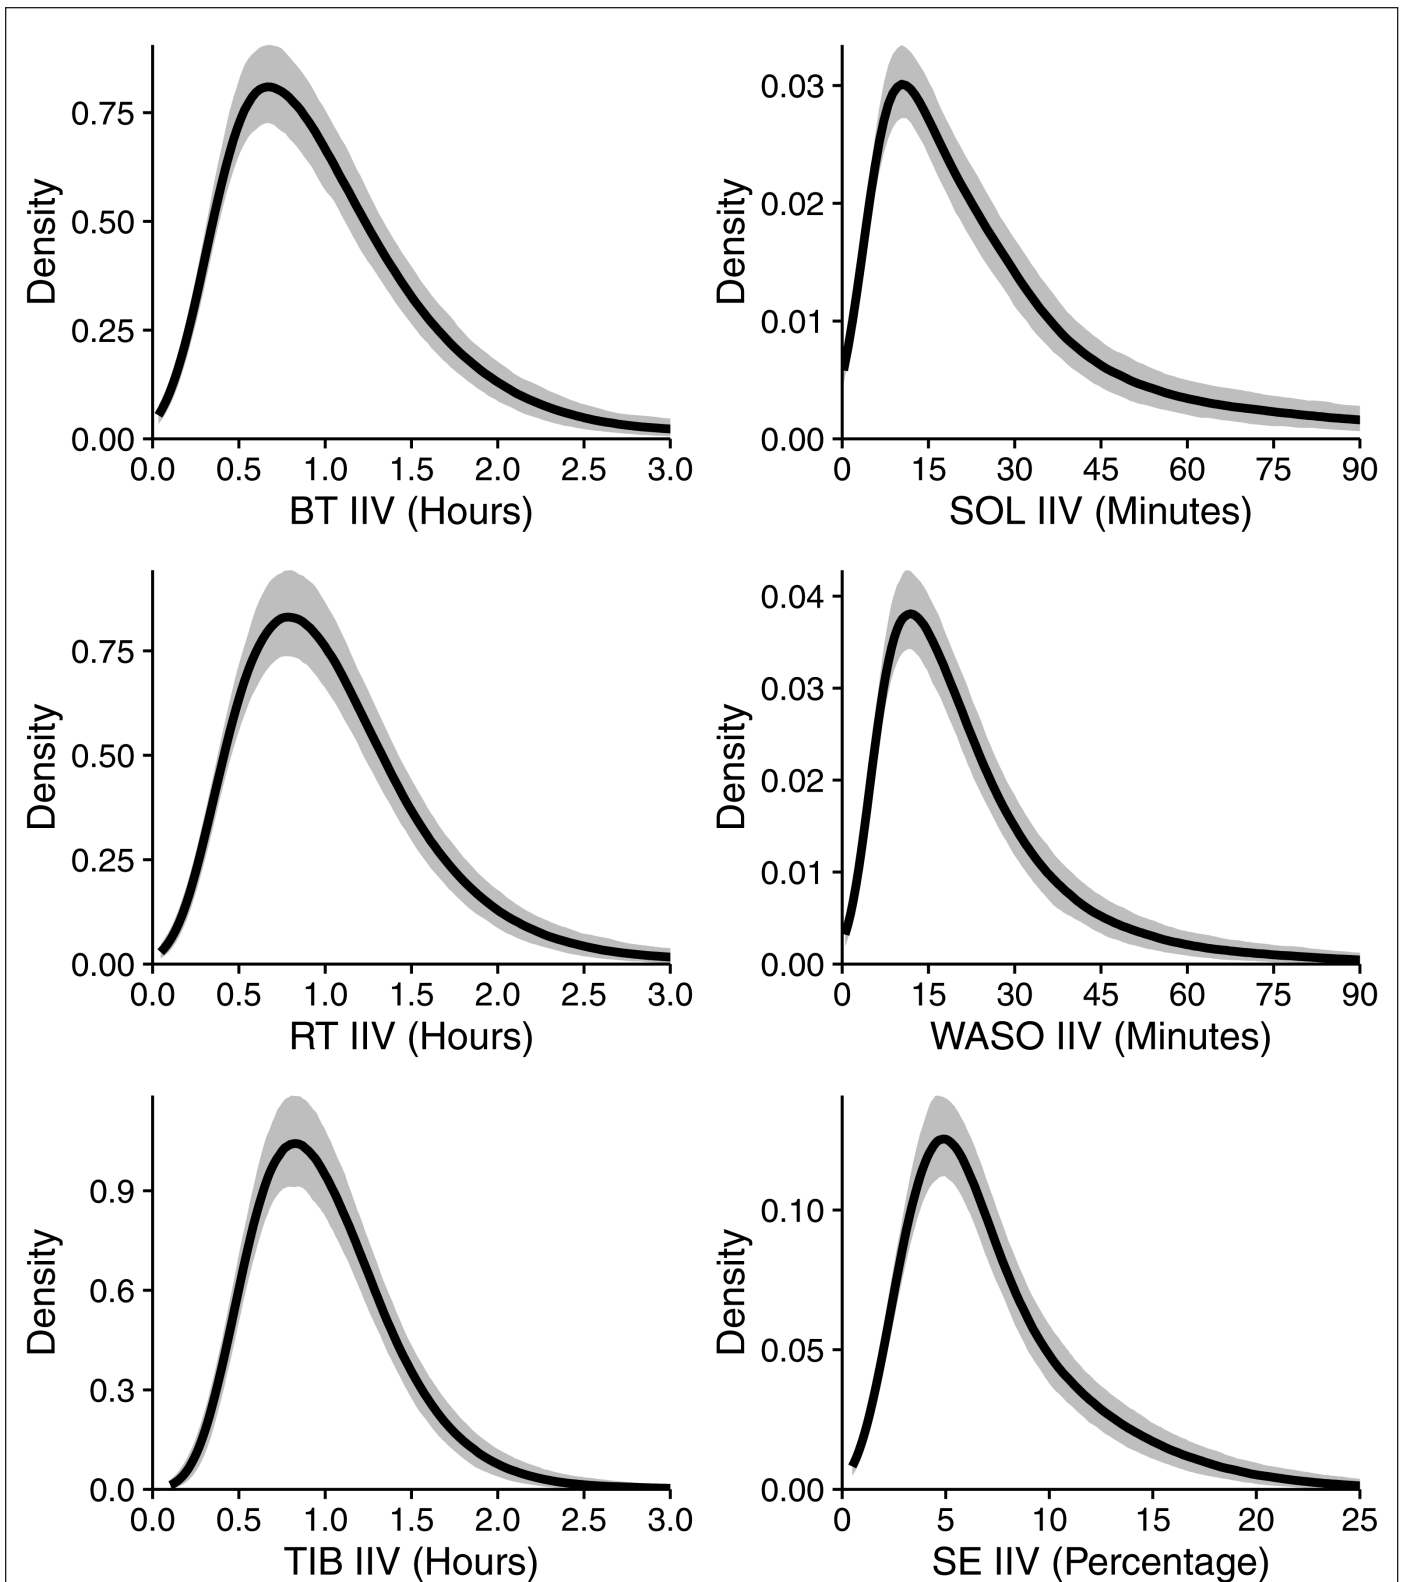 Density
0.75
0.50
0.25
0.00
0.0 0.5 1.0 1.5 2.0 2.5 3.0
BT IIV (Hours)
Density
0.03
0.02
0.01
0.00
0 15 30 45 60 75 90
SOL IIV (Minutes)
Density
0.75
0.50
0.25
0.00
0.0 0.5 1.0 1.5 2.0 2.5 3.0
RT IIV (Hours)
Density
0.04
0.03
0.02
0.01
0.00
0 15 30 45 60 75 90
WASO IIV (Minutes)
Density
0.9
0.6
0.3
0.0
0.0 0.5 1.0 1.5 2.0 2.5 3.0
TIB IIV (Hours)
Density
0.10
0.05
0.00
0 5 10 15 20 25
SE IIV (Percentage)